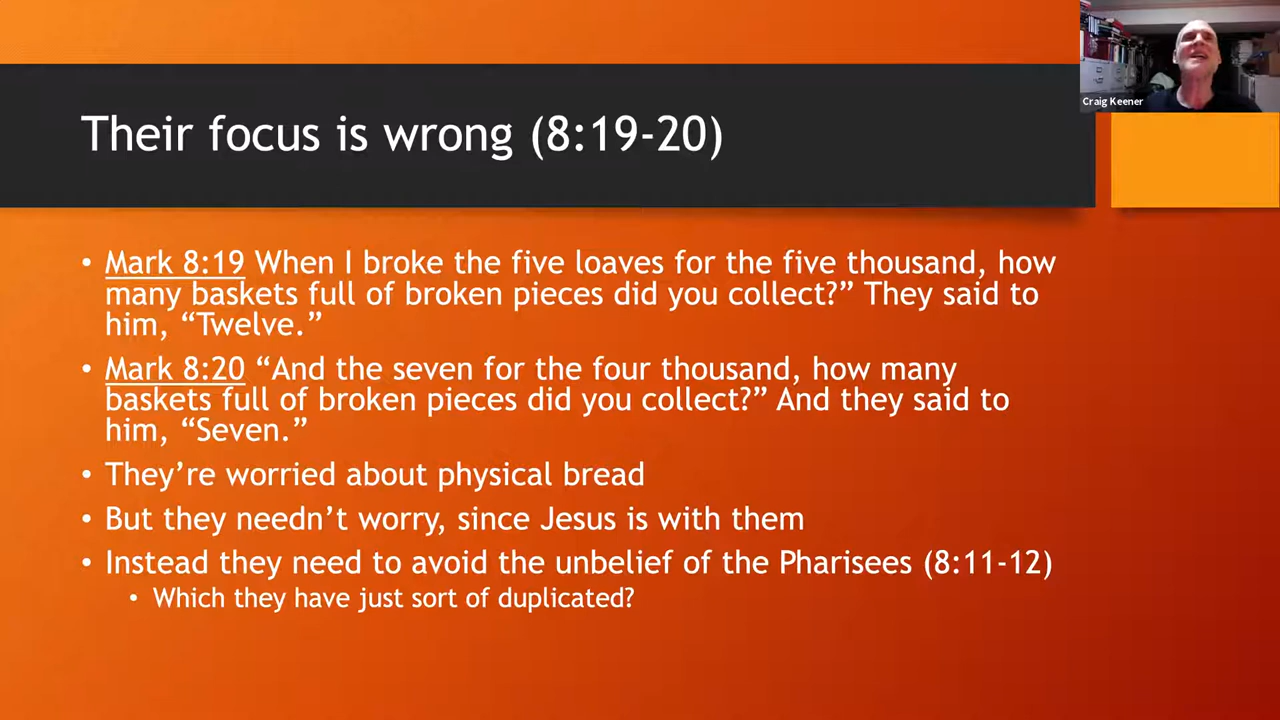 Craig Keener
Their focus is wrong (8:19-20)
• Mark 8:19 When I broke the five loaves for the five thousand, how
many baskets full of broken pieces did you collect?” They said to
him, “Twelve.”
• Mark 8:20 “And the seven for the four thousand, how many
baskets full of broken pieces did you collect?” And they said to
him, “Seven.”
• They’re worried about physical bread
• But they needn’t worry, since Jesus is with them
• Instead they need to avoid the unbelief of the Pharisees (8:11-12)
• Which they have just sort of duplicated?